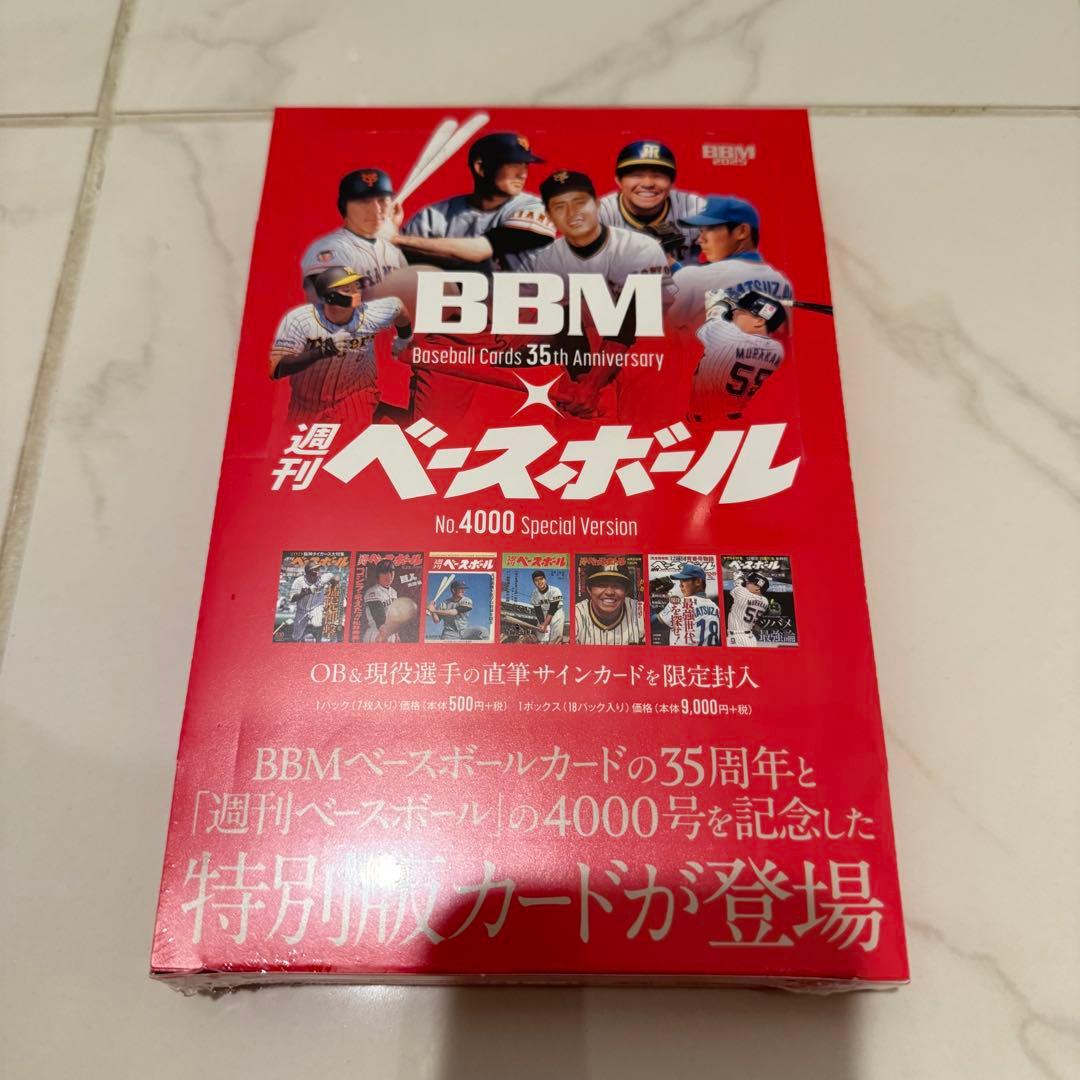 BBM
2025
TIGERS
MATSUZA
MURAKAMI
55
BBM
Baseball Cards 35th Anniversary
週刊ベースボール
No.4000 Special Version
OB&現役選手の直筆サインカードを限定封入
1パック(7枚入り)価格(本体500円+税) 1ボックス(18パック入り)価格(本体9,000円+税)
BBMベースボールカードの35周年と
「週刊ベースボール」の4000号を記念した
特別版カードが登場